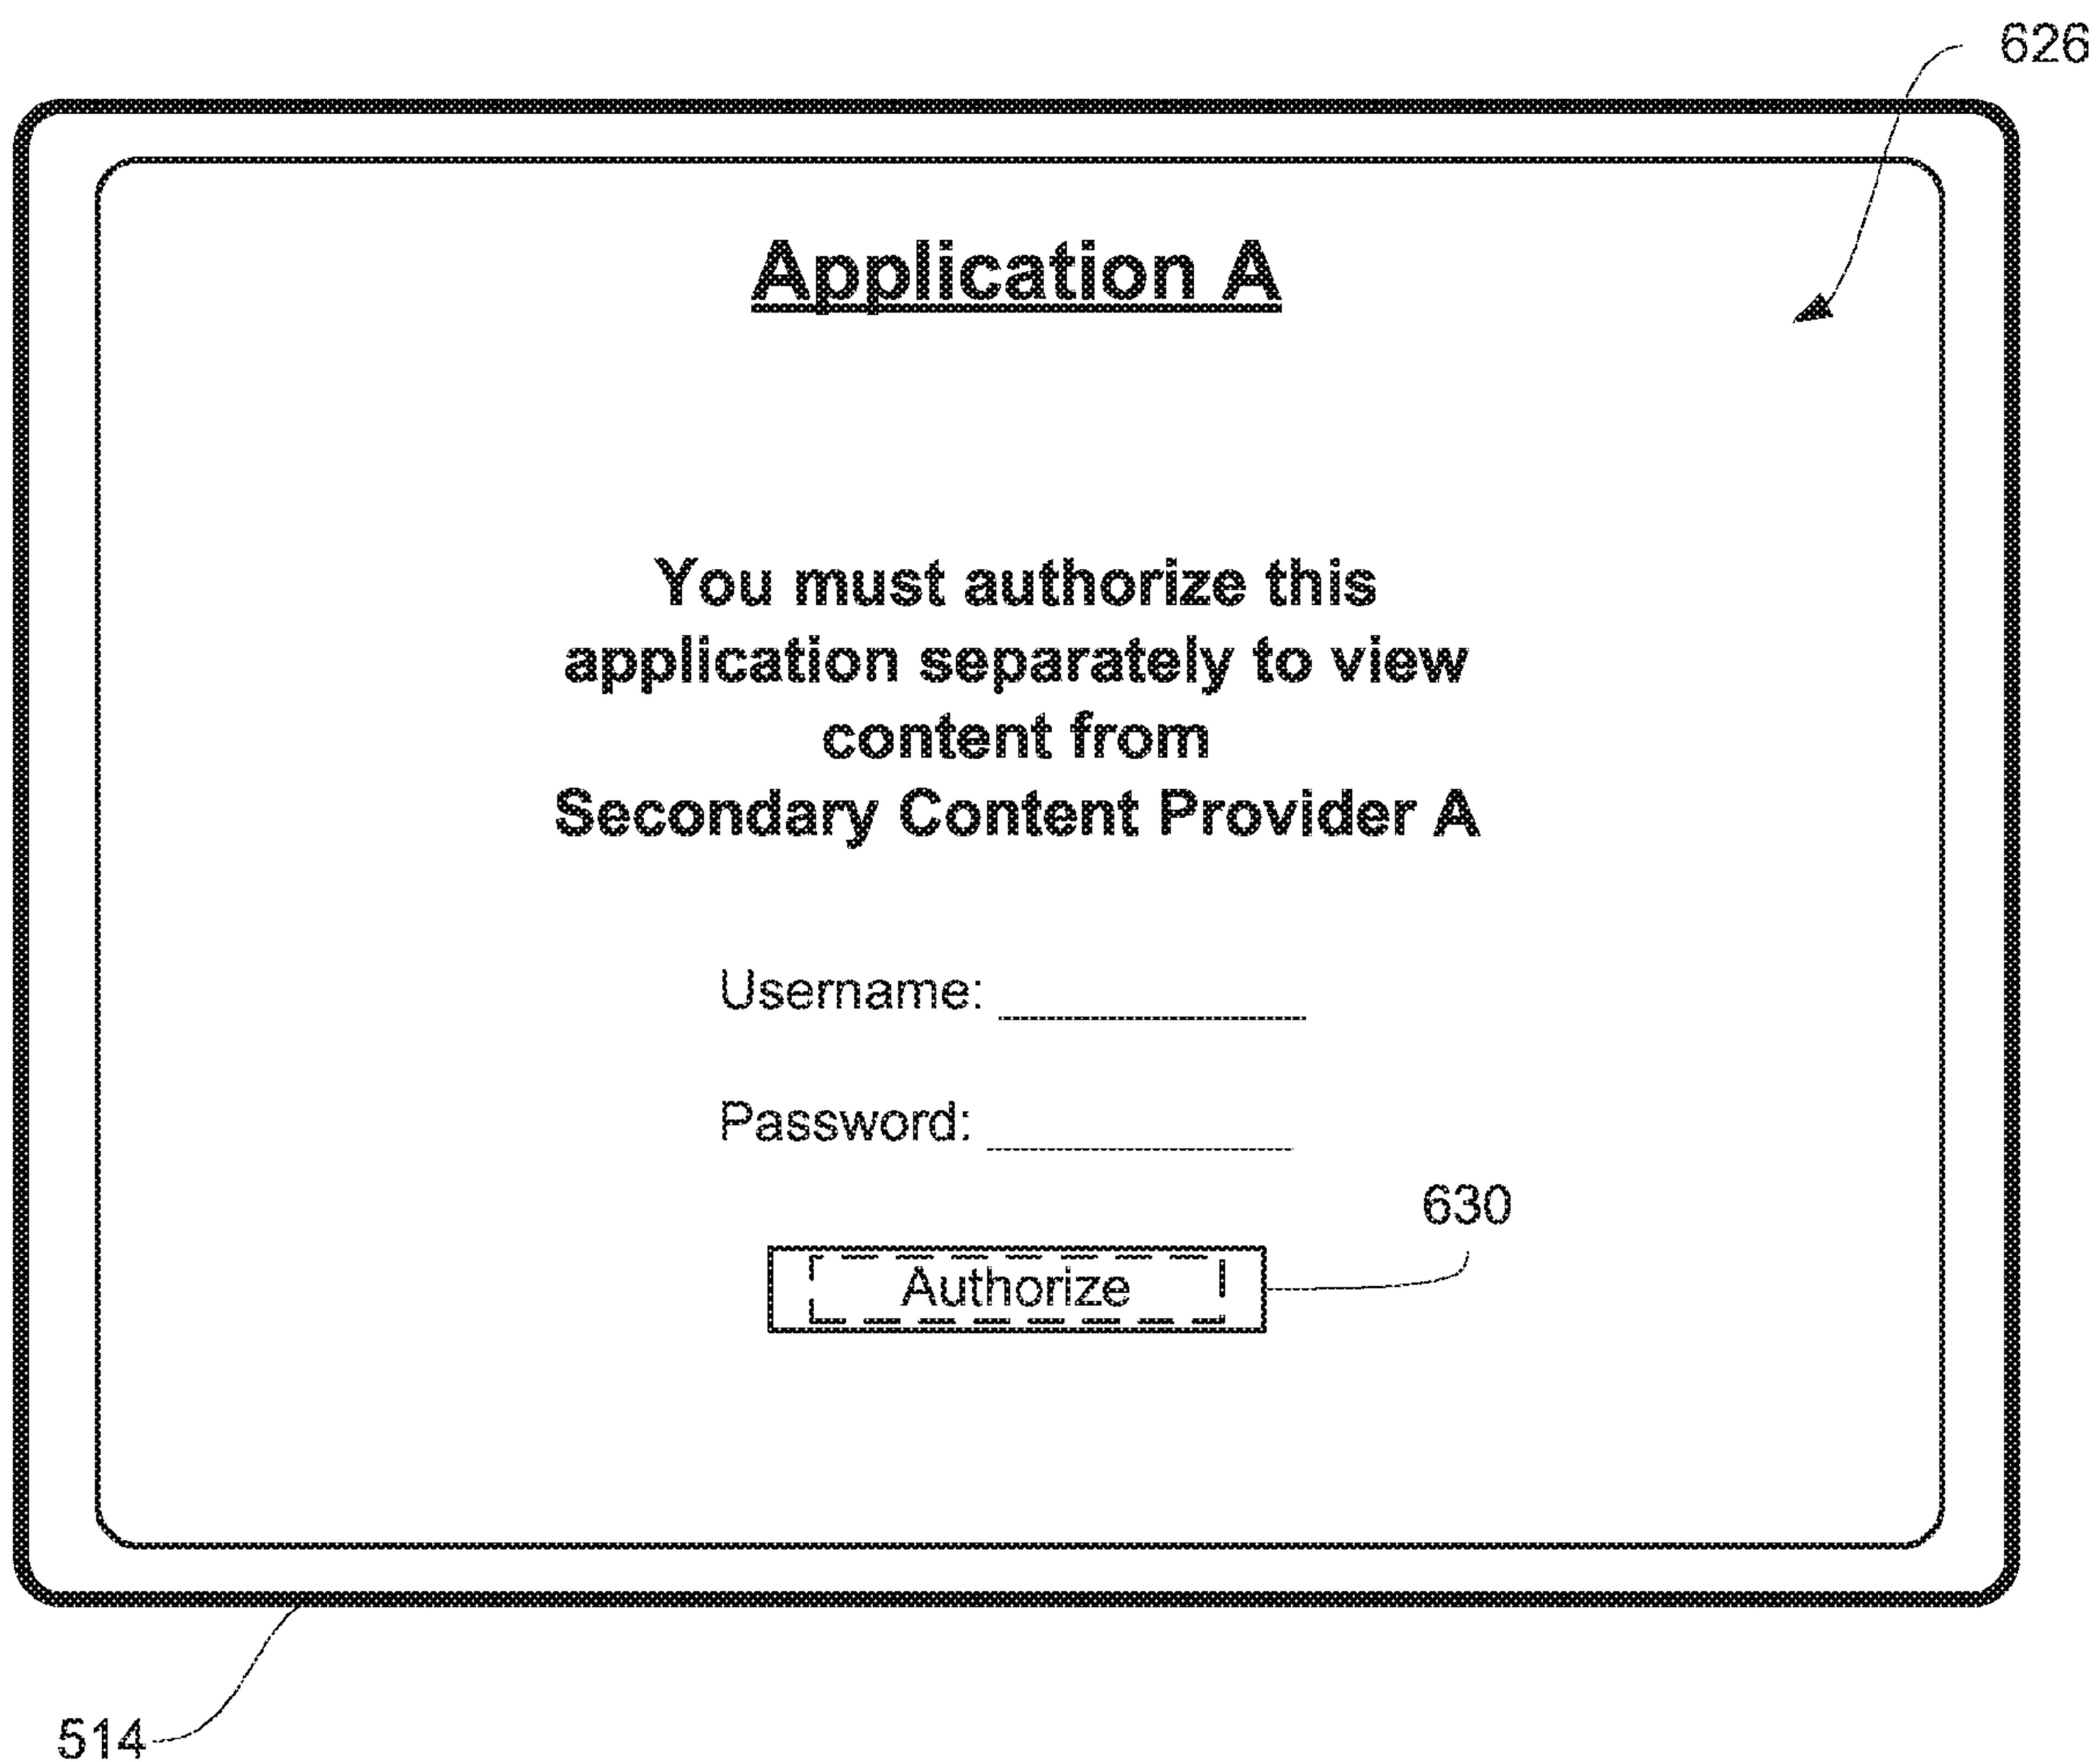 626
Application A
You must authorize this
application separately to view
content from
Secondary Content Provider A
Username:
Password:
630
Authorize
514